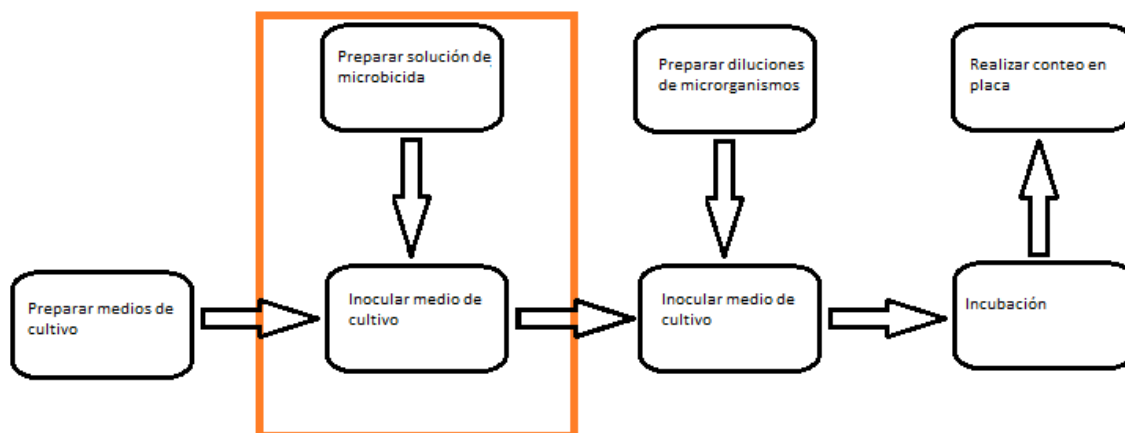 Preparar solución de
microbicida
Preparar diluciones
de microrganismos
Realizar conteo en
placa
Preparar medios de
cultivo
Inocular medio de
cultivo
Inocular medio de
cultivo
Incubación